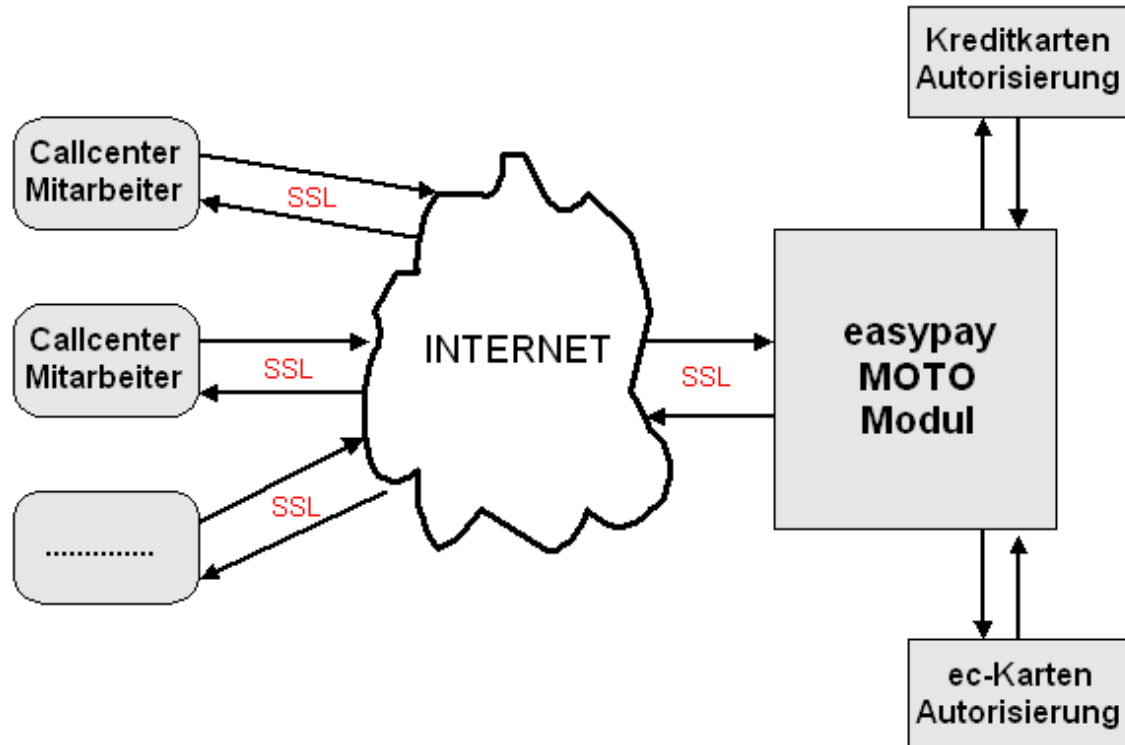 Kreditkarten
Autorisierung
Callcenter
Mitarbeiter
SSL
Callcenter
Mitarbeiter
SSL
INTERNET
SSL
easypay
MOTO
Modul
SSL
..............
ec-Karten
Autorisierung